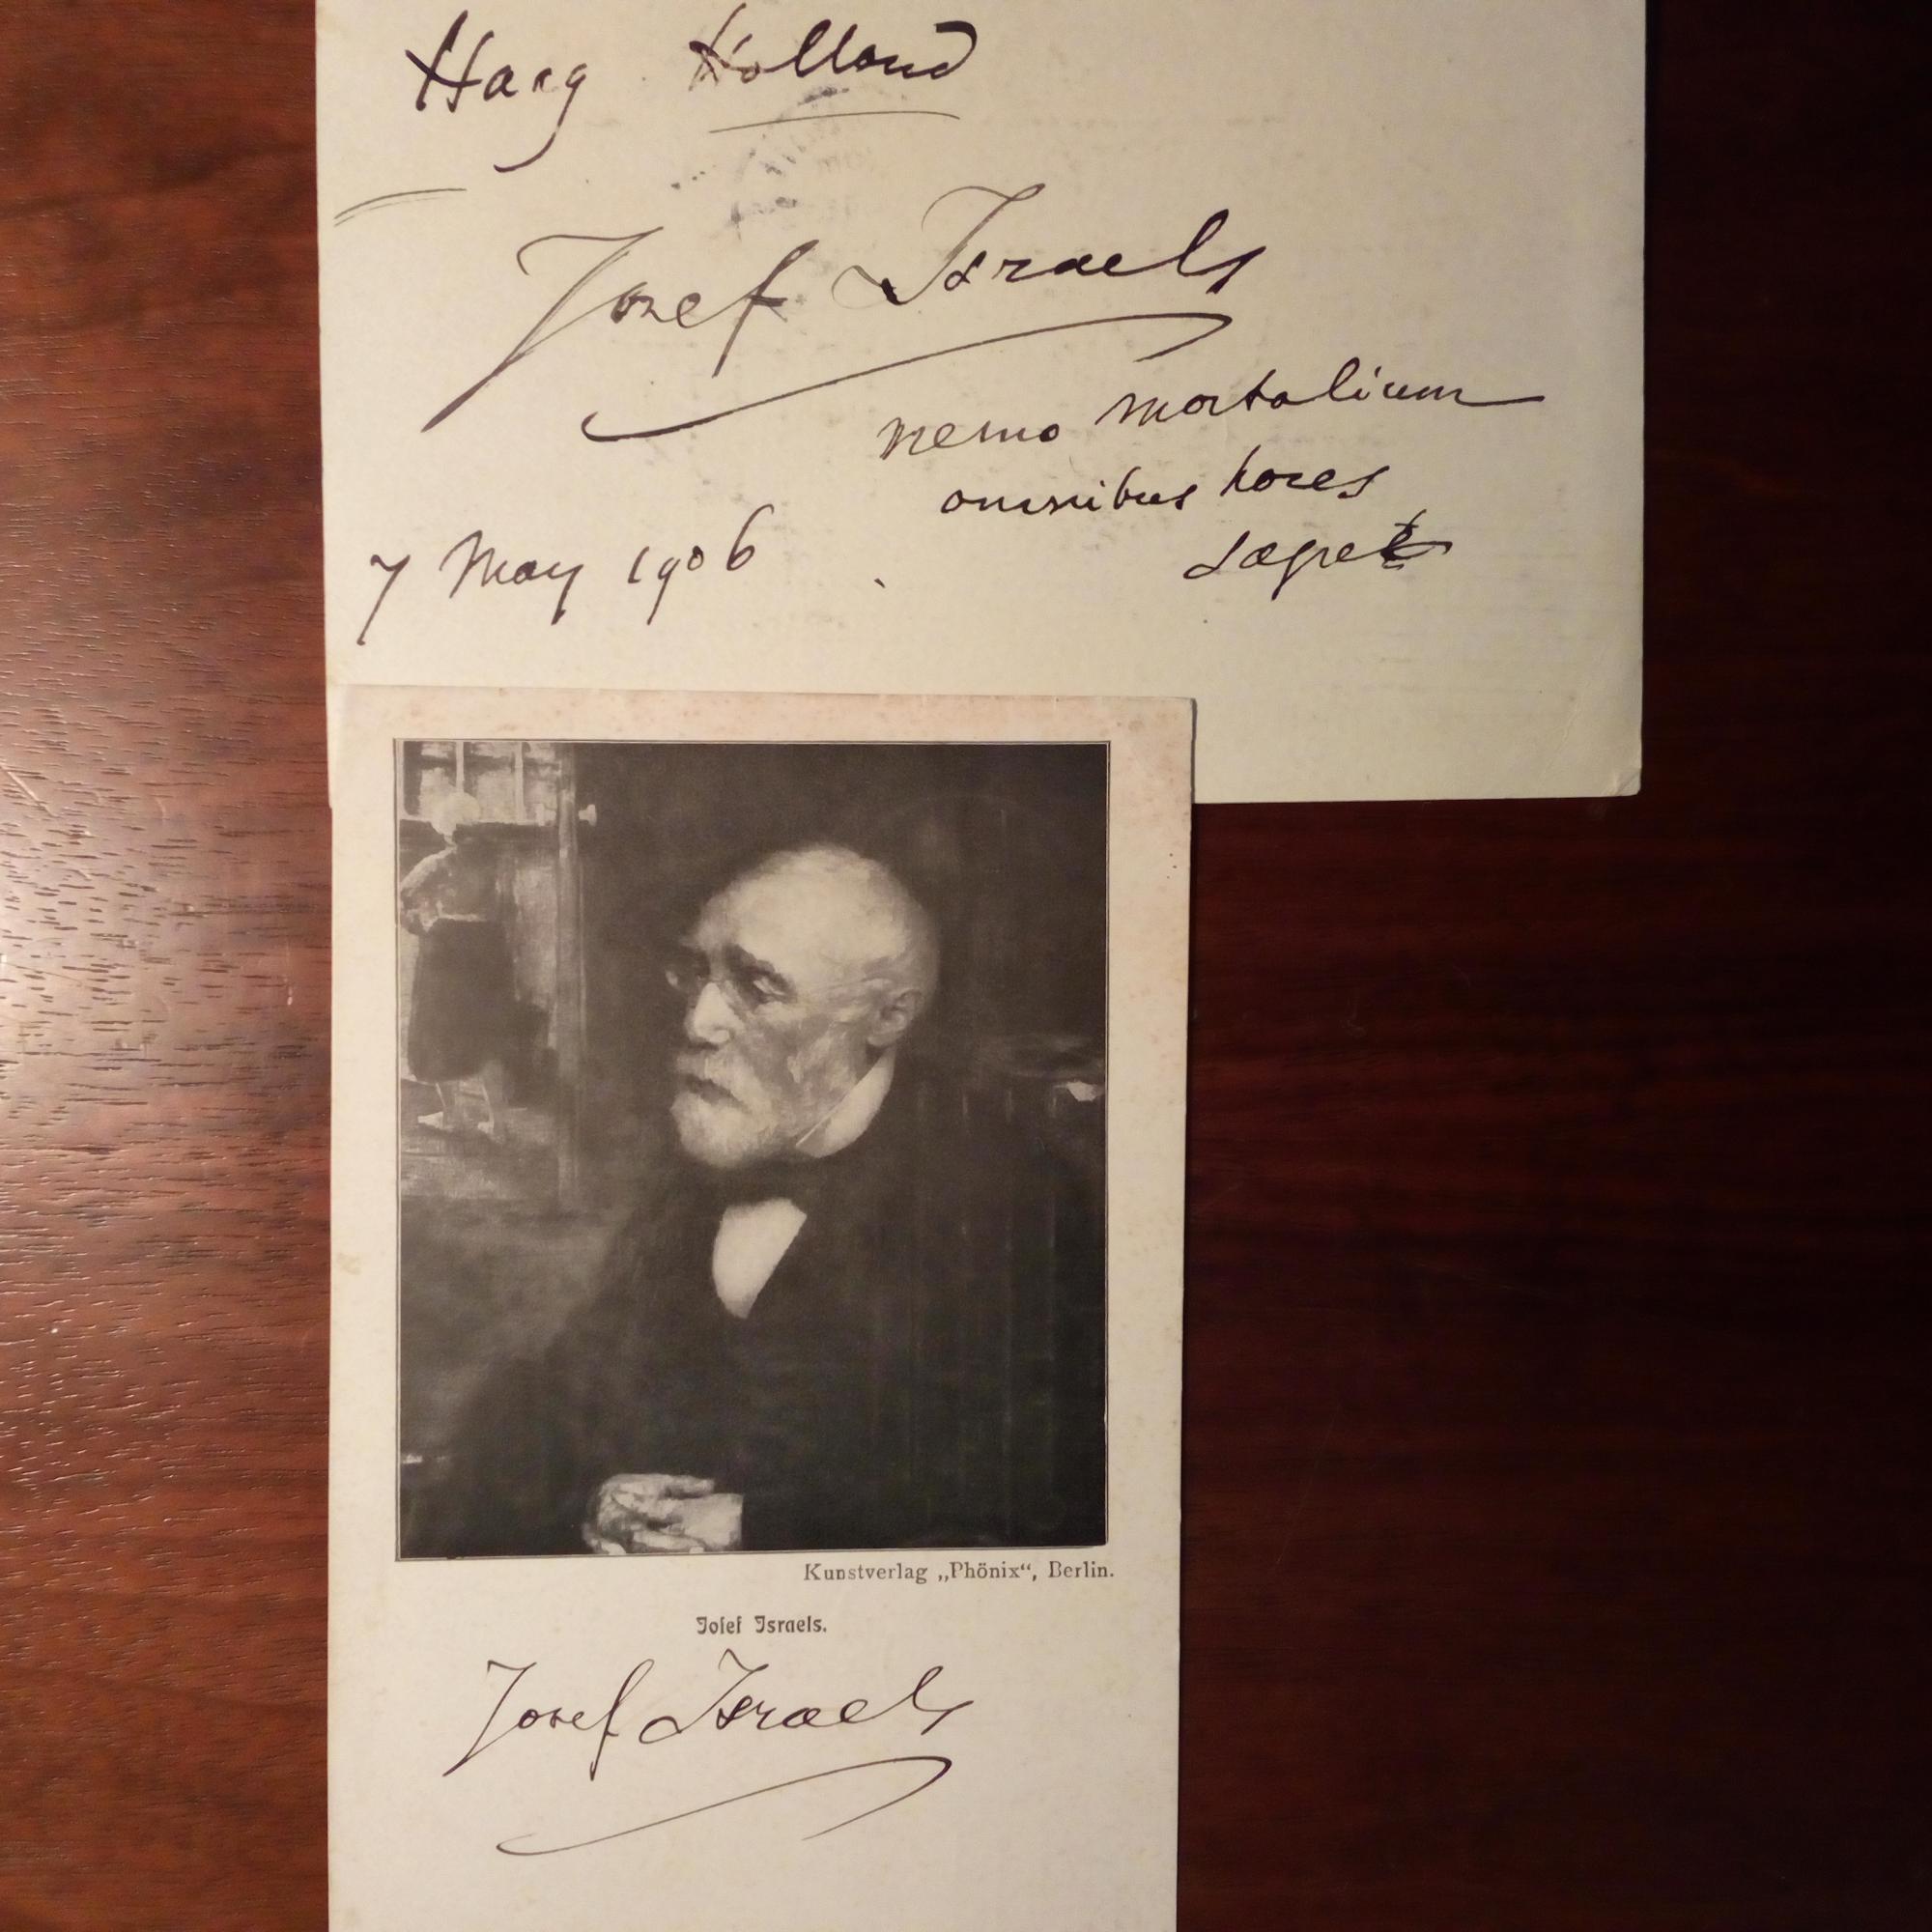 Haag Holland
Josef Israels
nemo mortalium
omnibus hores
sapet
7 May 1906
Kunstverlag „Phönix“, Berlin.
Josef Israels.
Josef Israels